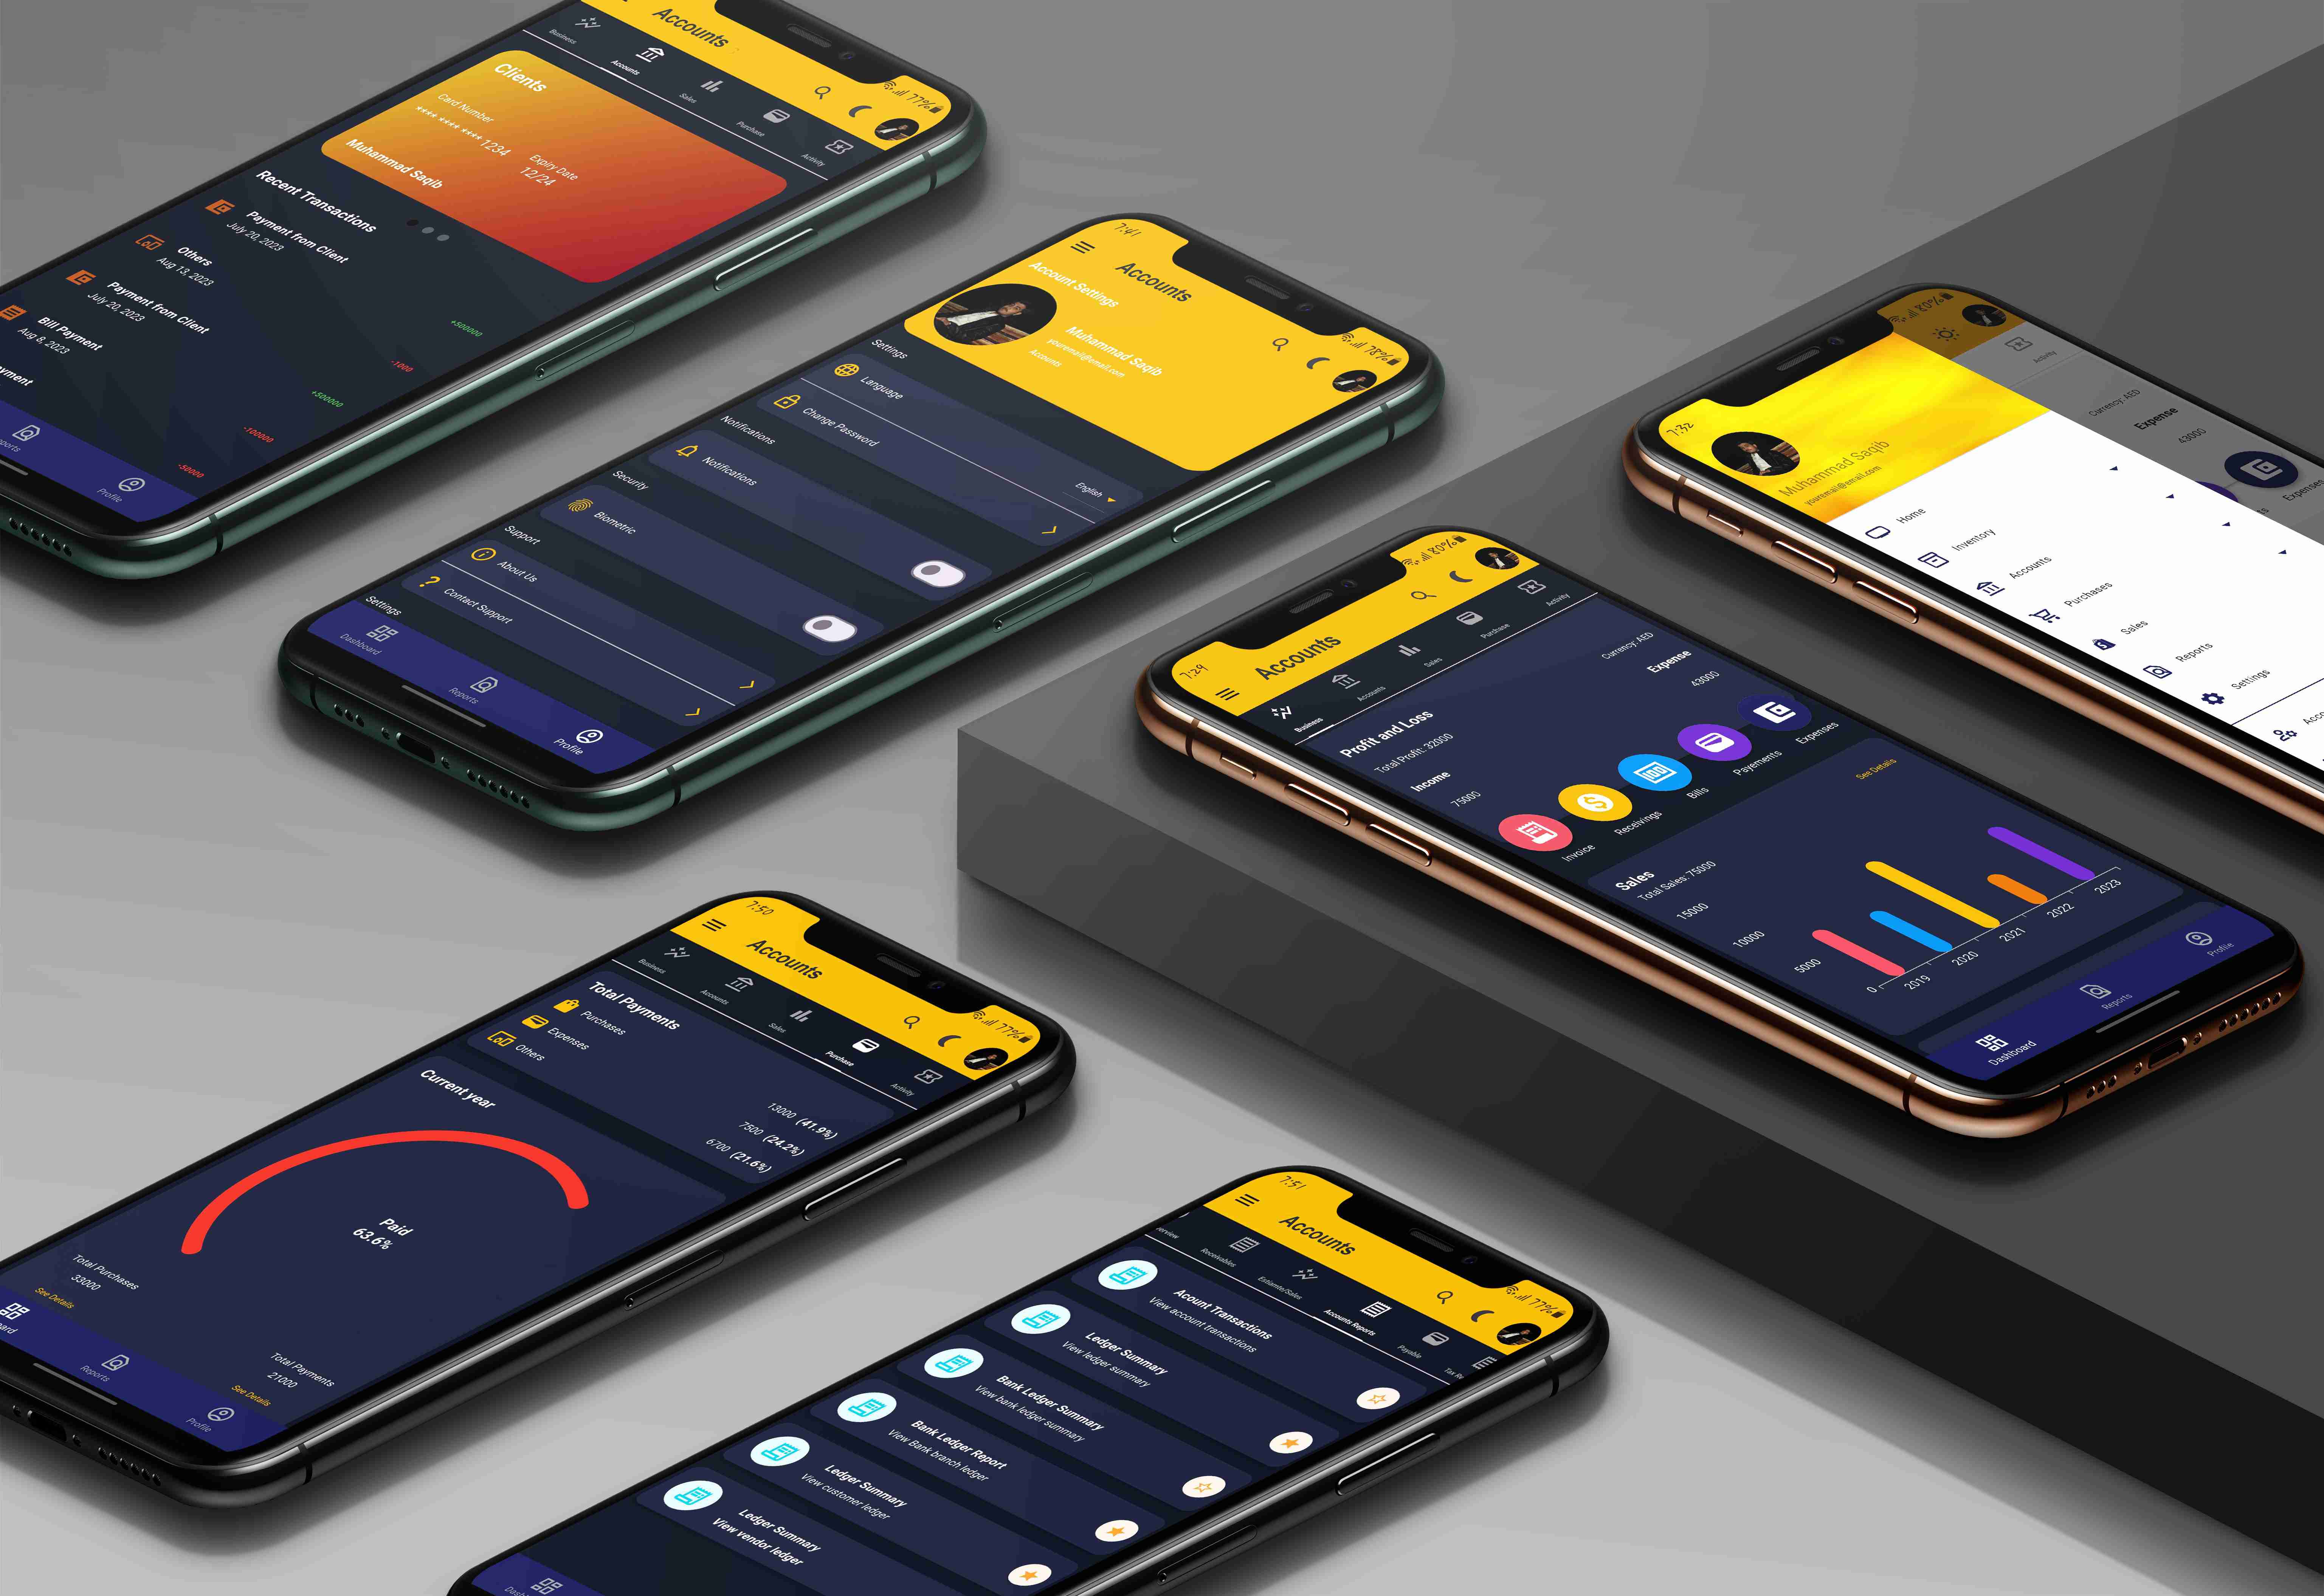 Accounts
77%
Business
Accounts
Sales
Purchase
Activity
Clients
Card Number
**** **** **** 1234
Expiry Date
12/24
Muhammad Saqib
Recent Transactions
Payment from Client
July 20, 2023
+500000
Others
Aug 13, 2023
-1000
Payment from Client
July 20, 2023
+500000
Bill Payment
Aug 8, 2023
-100000
yment
-50000
ports
Profile
7:41
78%
Accounts
Account Settings
Muhammad Saqib
youremail@email.com
Accounts
Settings
Language
English
Change Password
Notifications
Notifications
Security
Biometric
Support
About Us
Contact Support
Settings
Dashboard
Reports
Profile
7:32
80%
Muhammad Saqib
youremail@email.com
Home
Inventory
Accounts
Purchases
Sales
Reports
Settings
Acco
Activity
Currency: AED
Expense
43000
Expenses
ts
7:29
80%
Accounts
Business
Accounts
Sales
Purchase
Activity
Profit and Loss
Currency: AED
Total Profit: 32000
Income
Expense
75000
43000
Invoice
Receivings
Bills
Payements
Expenses
See Details
Sales
Total Sales: 75000
15000
10000
5000
0
2019
2020
2021
2022
2023
Dashboard
Reports
Profile
7:50
77%
Accounts
Business
Accounts
Sales
Purchase
Activity
Total Payments
Purchases
13000 (41.9%)
Expenses
7500 (24.2%)
Others
6700 (21.6%)
Current year
Paid
63.6%
Total Purchases
33000
See Details
Total Payments
21000
See Details
ard
Reports
Profile
7:51
77%
Accounts
erview
Receivables
Estiamte/Sales
Accounts Reports
Payable
Tax Re
Acount Transactions
View account transactions
Ledger Summary
View ledger summary
Bank Ledger Summary
View bank ledger summary
Bank Ledger Report
View Bank branch ledger
Ledger Summary
View customer ledger
Ledger Summary
View vendor ledger
Dashb